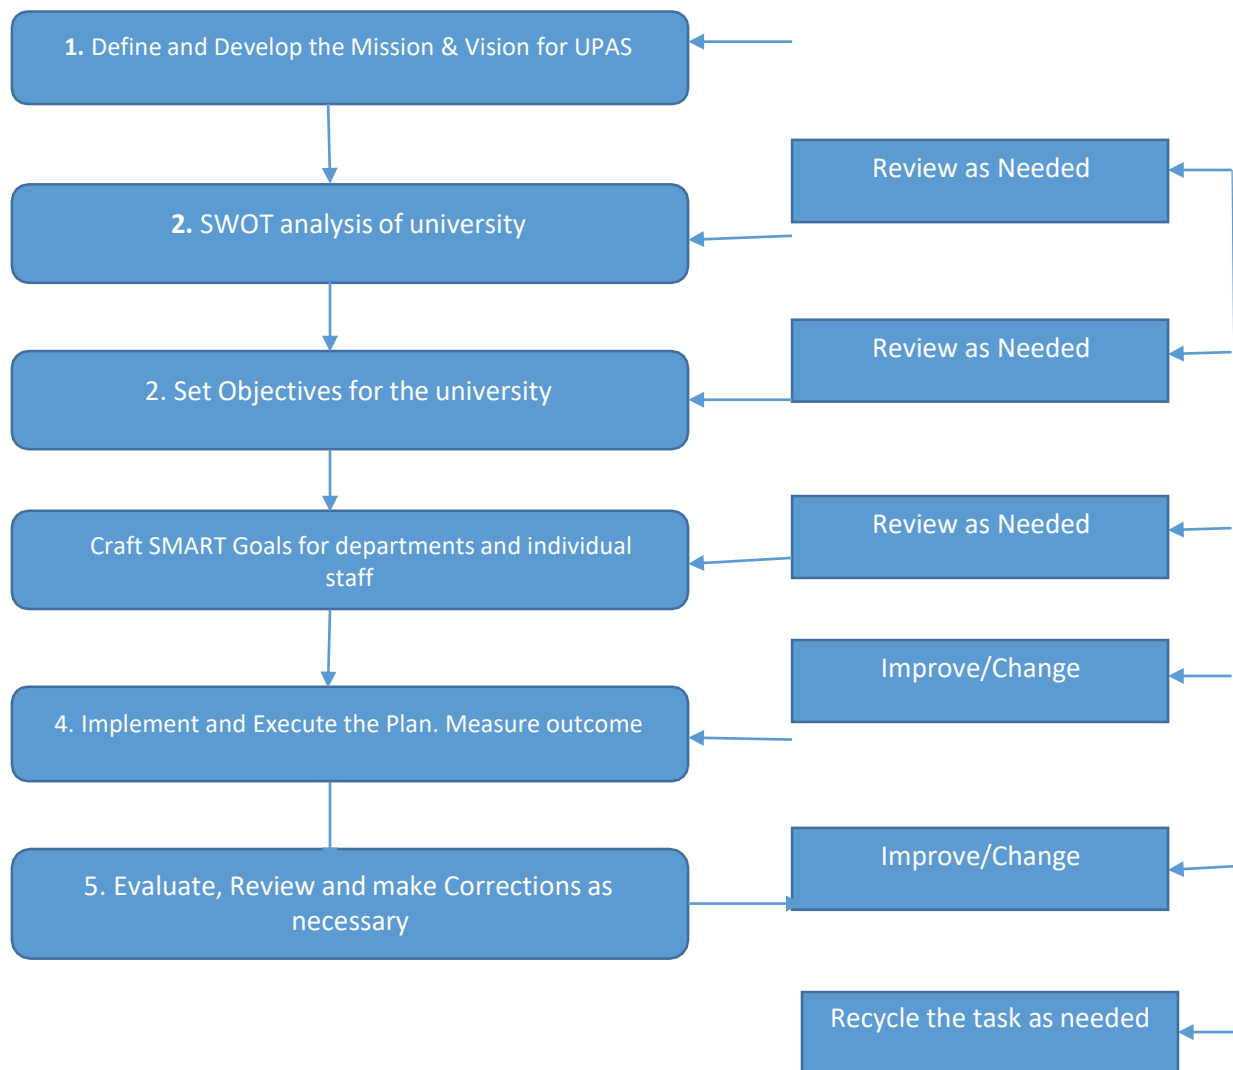 1. Define and Develop the Mission & Vision for UPAS
Review as Needed
2. SWOT analysis of university
Review as Needed
2. Set Objectives for the university
Review as Needed
Craft SMART Goals for departments and individual
staff
Improve/Change
4. Implement and Execute the Plan. Measure outcome
Improve/Change
5. Evaluate, Review and make Corrections as
necessary
Recycle the task as needed